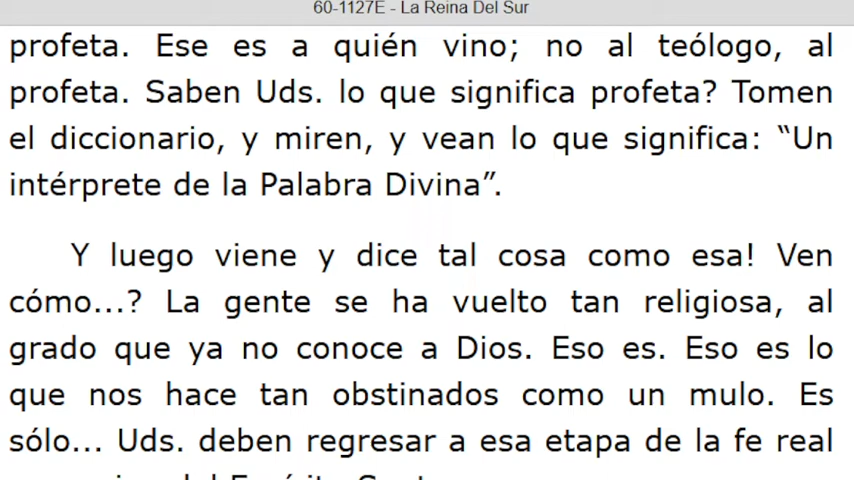 60-1127E - La Reina Del Sur
profeta. Ese es a quién vino; no al teólogo, al
profeta. Saben Uds. lo que significa profeta? Tomen
el diccionario, y miren, y vean lo que significa: “Un
intérprete de la Palabra Divina”.
Y luego viene y dice tal cosa como esa! Ven
cómo...? La gente se ha vuelto tan religiosa, al
grado que ya no conoce a Dios. Eso es. Eso es lo
que nos hace tan obstinados como un mulo. Es
sólo... Uds. deben regresar a esa etapa de la fe real
del Espíritu